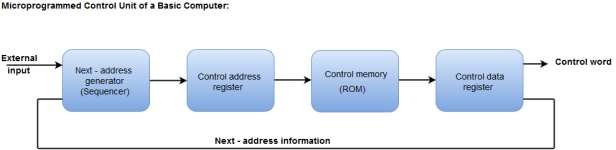 Microprogrammed Control Unit of a Basic Computer:
External
input
Next - address
generator
(Sequencer)
Control address
register
Control memory
(ROM)
Control data
register
Control word
Next - address information